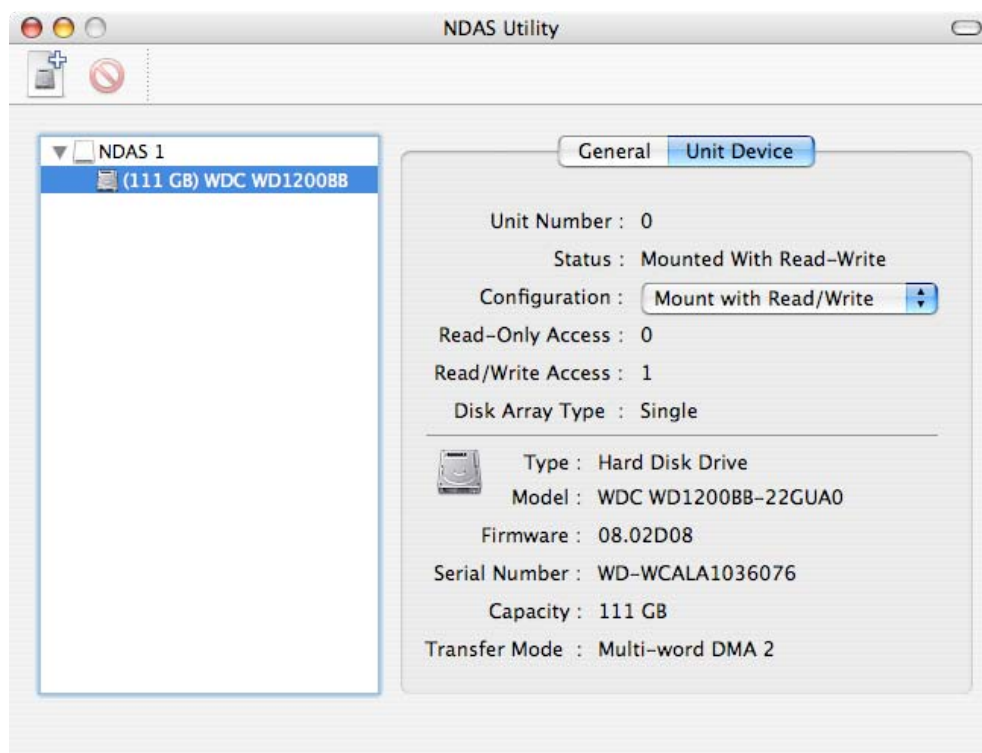 NDAS Utility
NDAS 1
(111 GB) WDC WD1200BB
General Unit Device
Unit Number : 0
Status : Mounted With Read-Write
Configuration : Mount with Read/Write
Read-Only Access : 0
Read/Write Access : 1
Disk Array Type : Single
Type : Hard Disk Drive
Model : WDC WD1200BB-22GUA0
Firmware : 08.02D08
Serial Number : WD-WCALA1036076
Capacity : 111 GB
Transfer Mode : Multi-word DMA 2